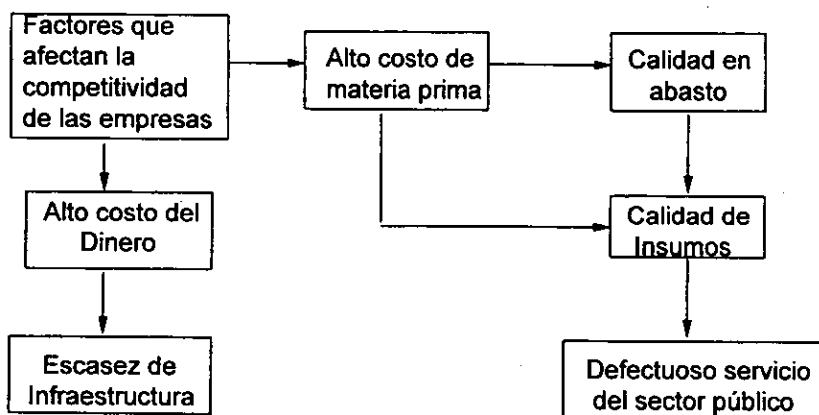 Factores que
afectan la
competitividad
de las empresas
Alto costo de
materia prima
Calidad en
abasto
Alto costo del
Dinero
Calidad de
Insumos
Escasez de
Infraestructura
Defectuoso servicio
del sector público